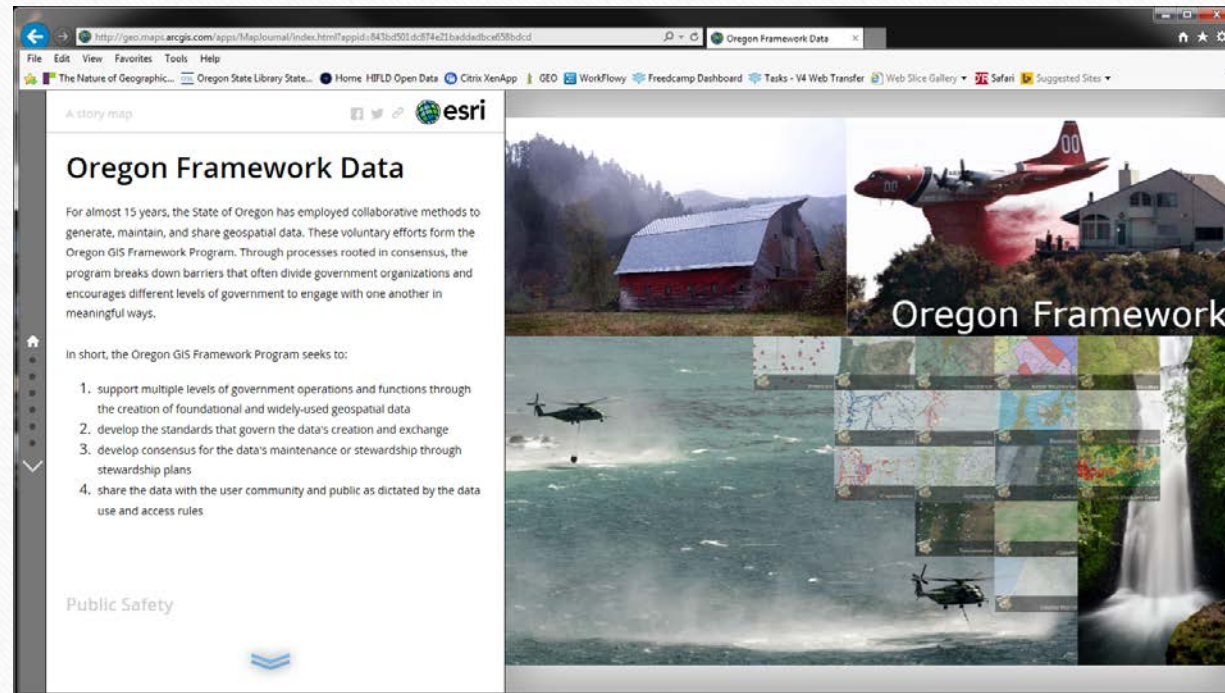 http://geo.maps.arcgis.com/apps/MapJournal/index.html?appid=843bd501dc874e21baddadbce658bdcd
Oregon Framework Data
File Edit View Favorites Tools Help
The Nature of Geographic... Oregon State Library State... Home HIFLD Open Data Citrix XenApp GEO WorkFlowy Freedcamp Dashboard Tasks - V4 Web Transfer Web Slice Gallery Safari Suggested Sites
A story map
esri
Oregon Framework Data
For almost 15 years, the State of Oregon has employed collaborative methods to
generate, maintain, and share geospatial data. These voluntary efforts form the
Oregon GIS Framework Program. Through processes rooted in consensus, the
program breaks down barriers that often divide government organizations and
encourages different levels of government to engage with one another in
meaningful ways.
In short, the Oregon GIS Framework Program seeks to:
1. support multiple levels of government operations and functions through
the creation of foundational and widely-used geospatial data
2. develop the standards that govern the data's creation and exchange
3. develop consensus for the data's maintenance or stewardship through
stewardship plans
4. share the data with the user community and public as dictated by the data
use and access rules
Public Safety
00
00
Oregon Framework